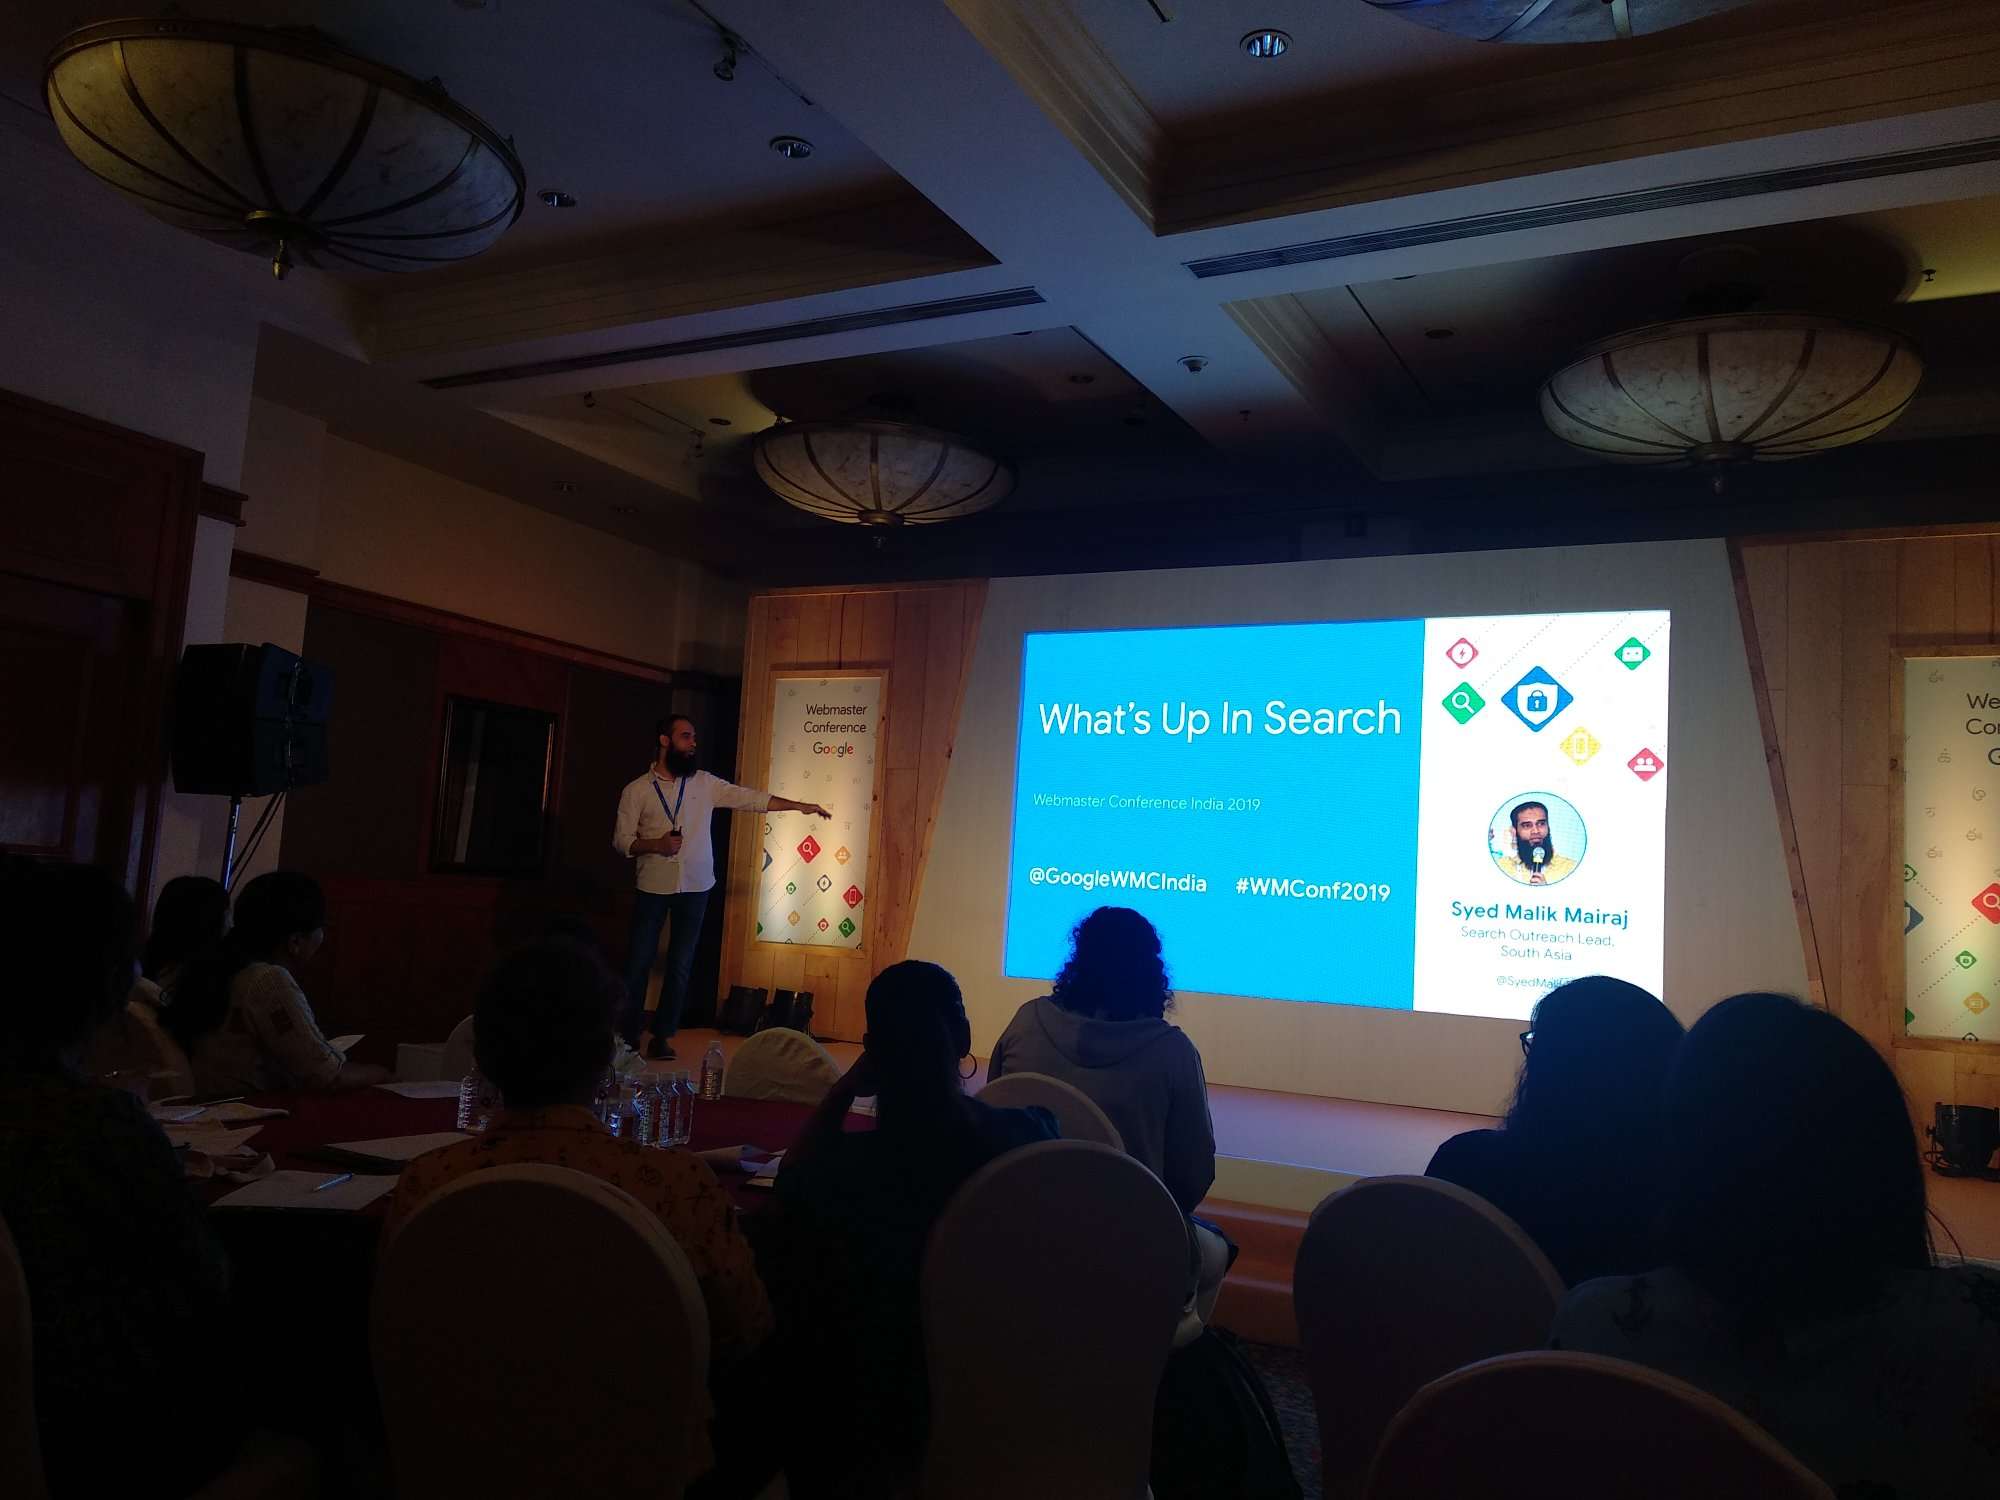 Webmaster
Conference
Google
What's Up In Search
Webmaster Conference India 2019
@GoogleWMCIndia #WMConf2019
Syed Malik Mairaj
Search Outreach Lead,
South Asia